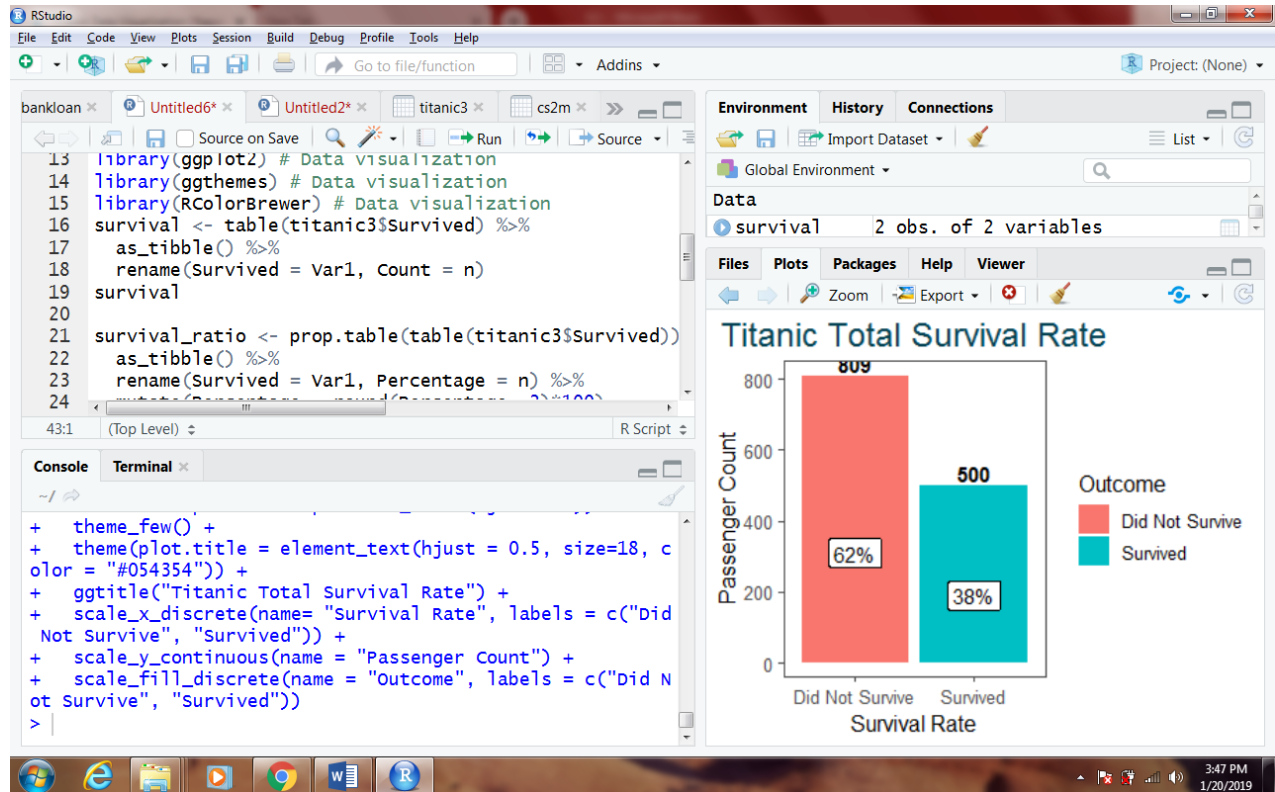 RStudio
File Edit Code View Plots Session Build Debug Profile Tools Help
Go to file/function
Addins
Project: (None)
bankloan
Untitled6*
Untitled2*
titanic3
cs2m
Source on Save
Run
Source
13 library(ggplot2) # Data visualization
14 library(ggthemes) # Data visualization
15 library(RColorBrewer) # Data visualization
16 survival <- table(titanic3$Survived) %>%
17 as_tibble() %>%
18 rename(Survived = Var1, Count = n)
19 survival
20
21 survival_ratio <- prop.table(table(titanic3$Survived))
22 as_tibble() %>%
23 rename(Survived = Var1, Percentage = n) %>%
24
43:1 (Top Level) R Script
Console Terminal
~/
+ theme_few() +
+ theme(plot.title = element_text(hjust = 0.5, size=18, c
olor = "#054354")) +
+ ggtitle("Titanic Total Survival Rate") +
+ scale_x_discrete(name= "Survival Rate", labels = c("Did
Not Survive", "Survived")) +
+ scale_y_continuous(name = "Passenger Count") +
+ scale_fill_discrete(name = "Outcome", labels = c("Did N
ot Survive", "Survived"))
>
Environment History Connections
Import Dataset
List
Global Environment
Data
survival 2 obs. of 2 variables
Files Plots Packages Help Viewer
Zoom
Export
Titanic Total Survival Rate
Passenger Count
800
600
400
200
0
809
500
62%
38%
Did Not Survive Survived
Survival Rate
Outcome
Did Not Survive
Survived
3:47 PM
1/20/2019